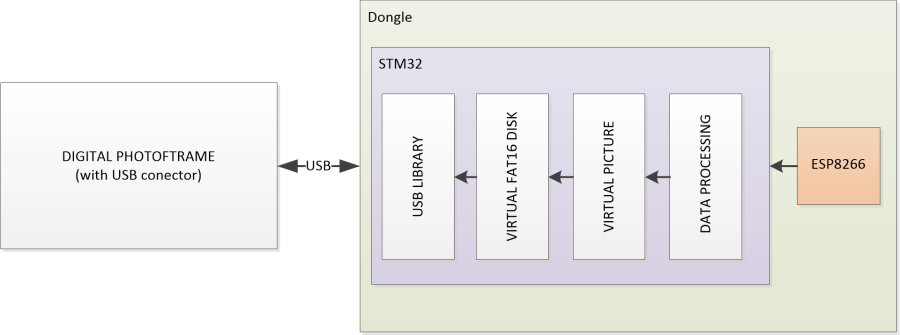 Dongle
STM32
DIGITAL PHOTOFTRAME
(with USB conector)
USB
USB LIBRARY
VIRTUAL FAT16 DISK
VIRTUAL PICTURE
DATA PROCESSING
ESP8266